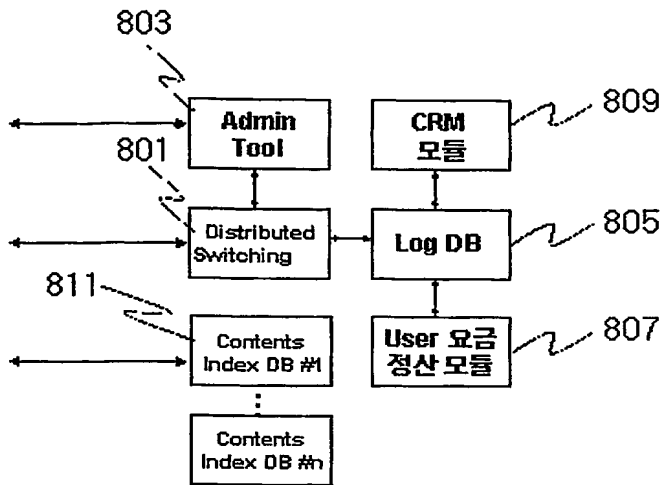 803
809
Admin
Tool
CRM
모듈
801
Distributed
Switching
Log DB
805
811
Contents
Index DB #1
User 요금
정산 모듈
807
Contents
Index DB #n